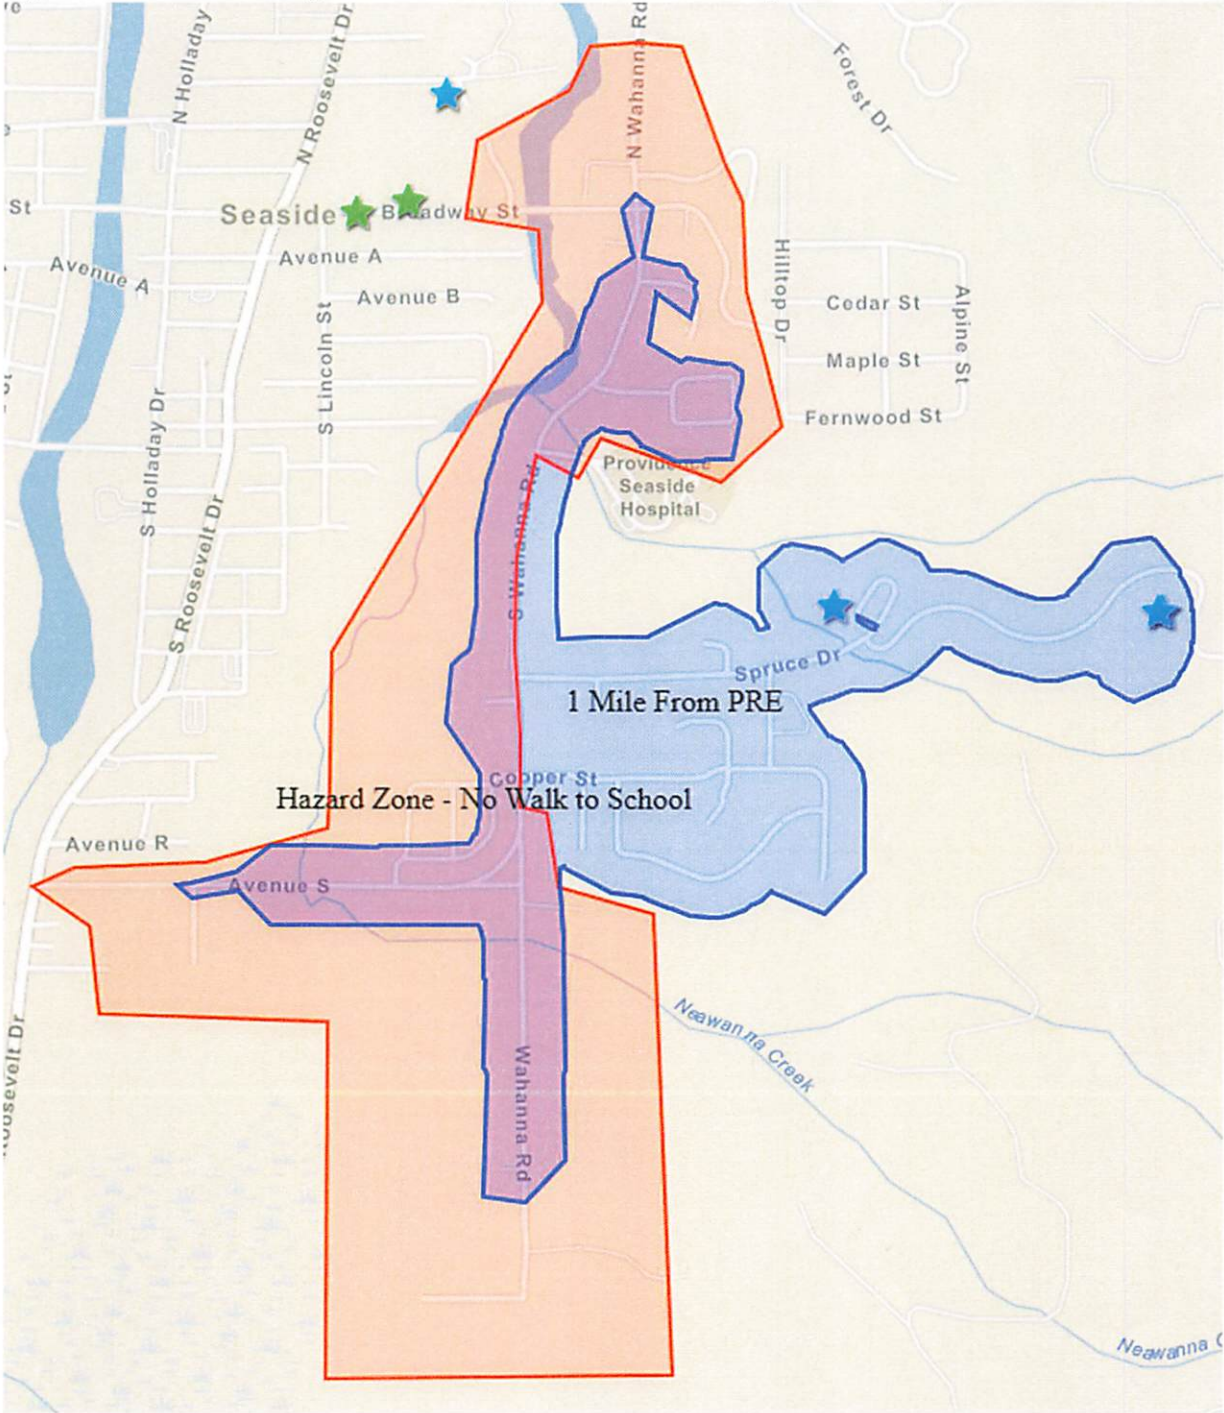 N Holladay
N Roosevelt Dr
N Wahanna Rd
Forest Dr
St
Seaside
Broadway St
Avenue A
Avenue A
Avenue B
S Lincoln St
Hilltop Dr
Cedar St
Alpine St
Maple St
Fernwood St
S Holladay Dr
Providence
Seaside
Hospital
S Wahanna Rd
S Roosevelt Dr
Spruce Dr
1 Mile From PRE
Copper St
Hazard Zone - No Walk to School
Avenue R
Avenue S
Neawanna Creek
Roosevelt Dr
Wahanna Rd
Neawanna C